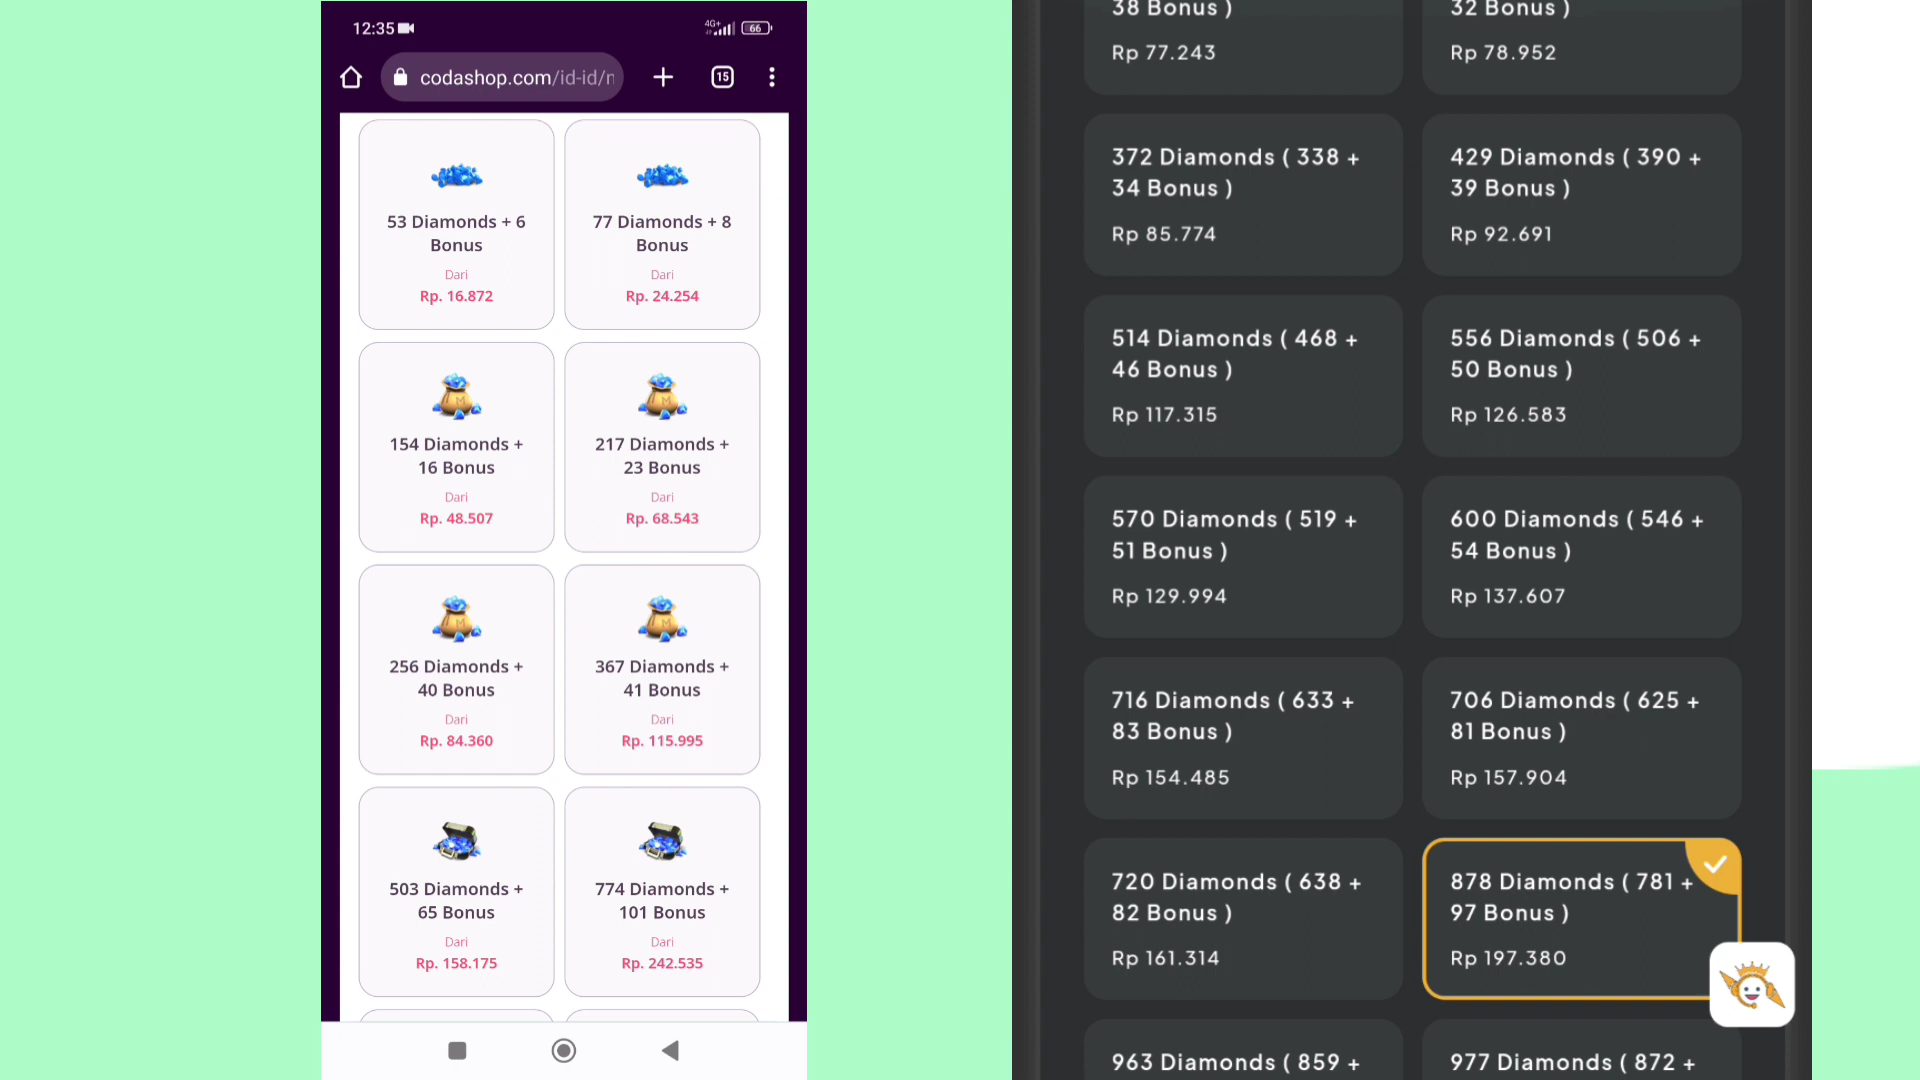 12:35
4G+
66
codashop.com/id-id/r
15
53 Diamonds + 6
Bonus
Dari
Rp. 16.872
77 Diamonds + 8
Bonus
Dari
Rp. 24.254
154 Diamonds +
16 Bonus
Dari
Rp. 48.507
217 Diamonds +
23 Bonus
Dari
Rp. 68.543
256 Diamonds +
40 Bonus
Dari
Rp. 84.360
367 Diamonds +
41 Bonus
Dari
Rp. 115.995
503 Diamonds +
65 Bonus
Dari
Rp. 158.175
774 Diamonds +
101 Bonus
Dari
Rp. 242.535
38 Bonus )
Rp 77.243
32 Bonus )
Rp 78.952
372 Diamonds ( 338 +
34 Bonus )
Rp 85.774
429 Diamonds ( 390 +
39 Bonus )
Rp 92.691
514 Diamonds ( 468 +
46 Bonus )
Rp 117.315
556 Diamonds ( 506 +
50 Bonus )
Rp 126.583
570 Diamonds ( 519 +
51 Bonus )
Rp 129.994
600 Diamonds ( 546 +
54 Bonus )
Rp 137.607
716 Diamonds ( 633 +
83 Bonus )
Rp 154.485
706 Diamonds ( 625 +
81 Bonus )
Rp 157.904
720 Diamonds ( 638 +
82 Bonus )
Rp 161.314
878 Diamonds ( 781 +
97 Bonus )
Rp 197.380
963 Diamonds ( 859 +
977 Diamonds ( 872 +